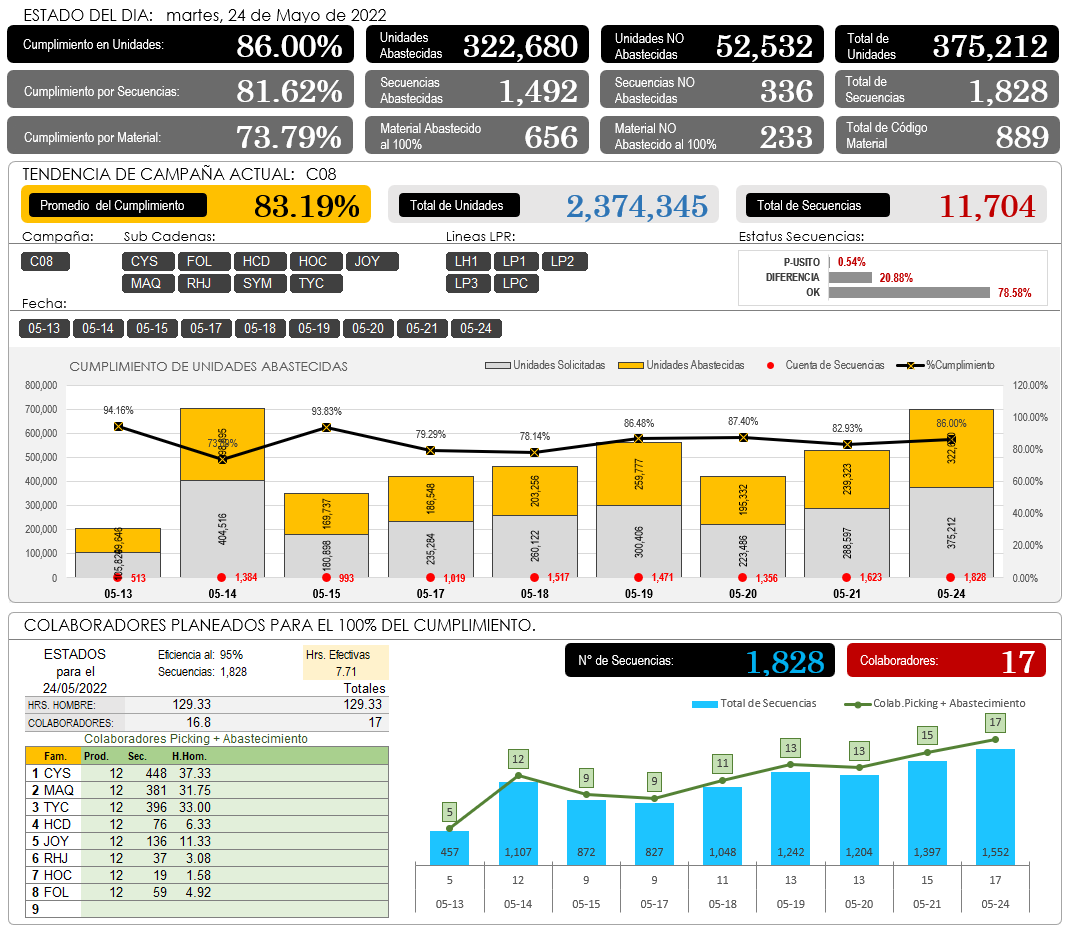 ESTADO DEL DIA: martes, 24 de Mayo de 2022
Cumplimiento en Unidades: 86.00%
Unidades Abastecidas 322,680
Unidades NO Abastecidas 52,532
Total de Unidades 375,212
Cumplimiento por Secuencias: 81.62%
Secuencias Abastecidas 1,492
Secuencias NO Abastecidas 336
Total de Secuencias 1,828
Cumplimiento por Material: 73.79%
Material Abastecido al 100% 656
Material NO Abastecido al 100% 233
Total de Código Material 889
TENDENCIA DE CAMPAÑA ACTUAL: C08
Promedio del Cumplimiento 83.19%
Total de Unidades 2,374,345
Total de Secuencias 11,704
Campaña: Sub Cadenas: Lineas LPR: Estatus Secuencias:
C08 CYS FOL HCD HOC JOY LH1 LP1 LP2
MAQ RHJ SYM TYC LP3 LPC
P-USITO 0.54%
DIFERENCIA 20.88%
OK 78.58%
Fecha:
05-13 05-14 05-15 05-17 05-18 05-19 05-20 05-21 05-24
CUMPLIMIENTO DE UNIDADES ABASTECIDAS
Unidades Solicitadas Unidades Abastecidas Cuenta de Secuencias %Cumplimiento
800,000 120.00%
700,000
600,000 100.00%
500,000 80.00%
400,000 60.00%
300,000 40.00%
200,000 20.00%
100,000
0 0.00%
94.16% 93.83% 79.29% 78.14% 86.48% 87.40% 82.93% 86.00%
169,737 186,548 203,256 259,777 195,332 239,323
404,516 180,898 235,284 260,122 300,406 223,486 288,597 375,212
513 1,384 993 1,019 1,517 1,471 1,356 1,623 1,828
05-13 05-14 05-15 05-17 05-18 05-19 05-20 05-21 05-24
COLABORADORES PLANEADOS PARA EL 100% DEL CUMPLIMIENTO.
ESTADOS para el 24/05/2022
Eficiencia al: 95%
Secuencias: 1,828
Hrs. Efectivas
7.71
Totales
HRS. HOMBRE: 129.33 129.33
COLABORADORES: 16.8 17
Colaboradores Picking + Abastecimiento
Fam. Prod. Sec. H.Hom.
1 CYS 12 448 37.33
2 MAQ 12 381 31.75
3 TYC 12 396 33.00
4 HCD 12 76 6.33
5 JOY 12 136 11.33
6 RHJ 12 37 3.08
7 HOC 12 19 1.58
8 FOL 12 59 4.92
9
N° de Secuencias: 1,828
Colaboradores: 17
Total de Secuencias Colab.Picking + Abastecimiento
5 12 9 9 11 13 13 15 17
457 1,107 872 827 1,048 1,242 1,204 1,397 1,552
5 12 9 9 11 13 13 15 17
05-13 05-14 05-15 05-17 05-18 05-19 05-20 05-21 05-24